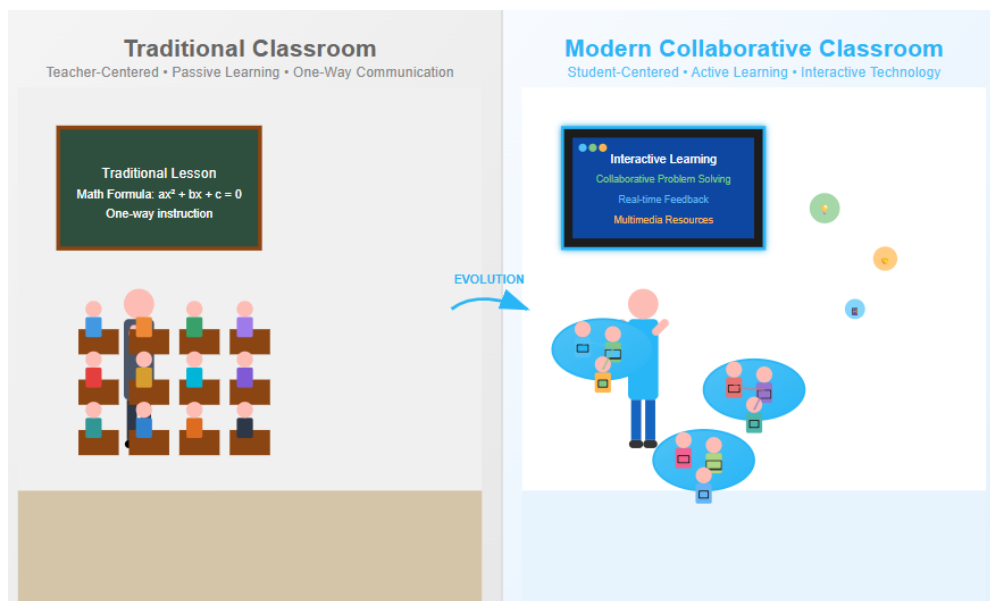 Traditional Classroom
Teacher-Centered • Passive Learning • One-Way Communication
Traditional Lesson
Math Formula: ax² + bx + c = 0
One-way instruction
EVOLUTION
Modern Collaborative Classroom
Student-Centered • Active Learning • Interactive Technology
Interactive Learning
Collaborative Problem Solving
Real-time Feedback
Multimedia Resources